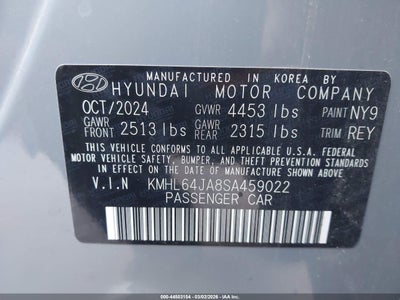 MANUFACTURED IN KOREA BY
HYUNDAI MOTOR COMPANY
OCT/2024 GVWR 4453 lbs PAINT NY9
GAWR FRONT 2513 lbs GAWR REAR 2315 lbs TRIM REY
THIS VEHICLE CONFORMS TO ALL APPLICABLE U.S. FEDERAL
MOTOR VEHICLE SAFETY, BUMPER, AND THEFT PREVENTION
STANDARDS IN EFFECT ON THE DATE OF MANUFACTURE SHOWN ABOVE.
V.I.N KMHL64JA8SA459022
PASSENGER CAR